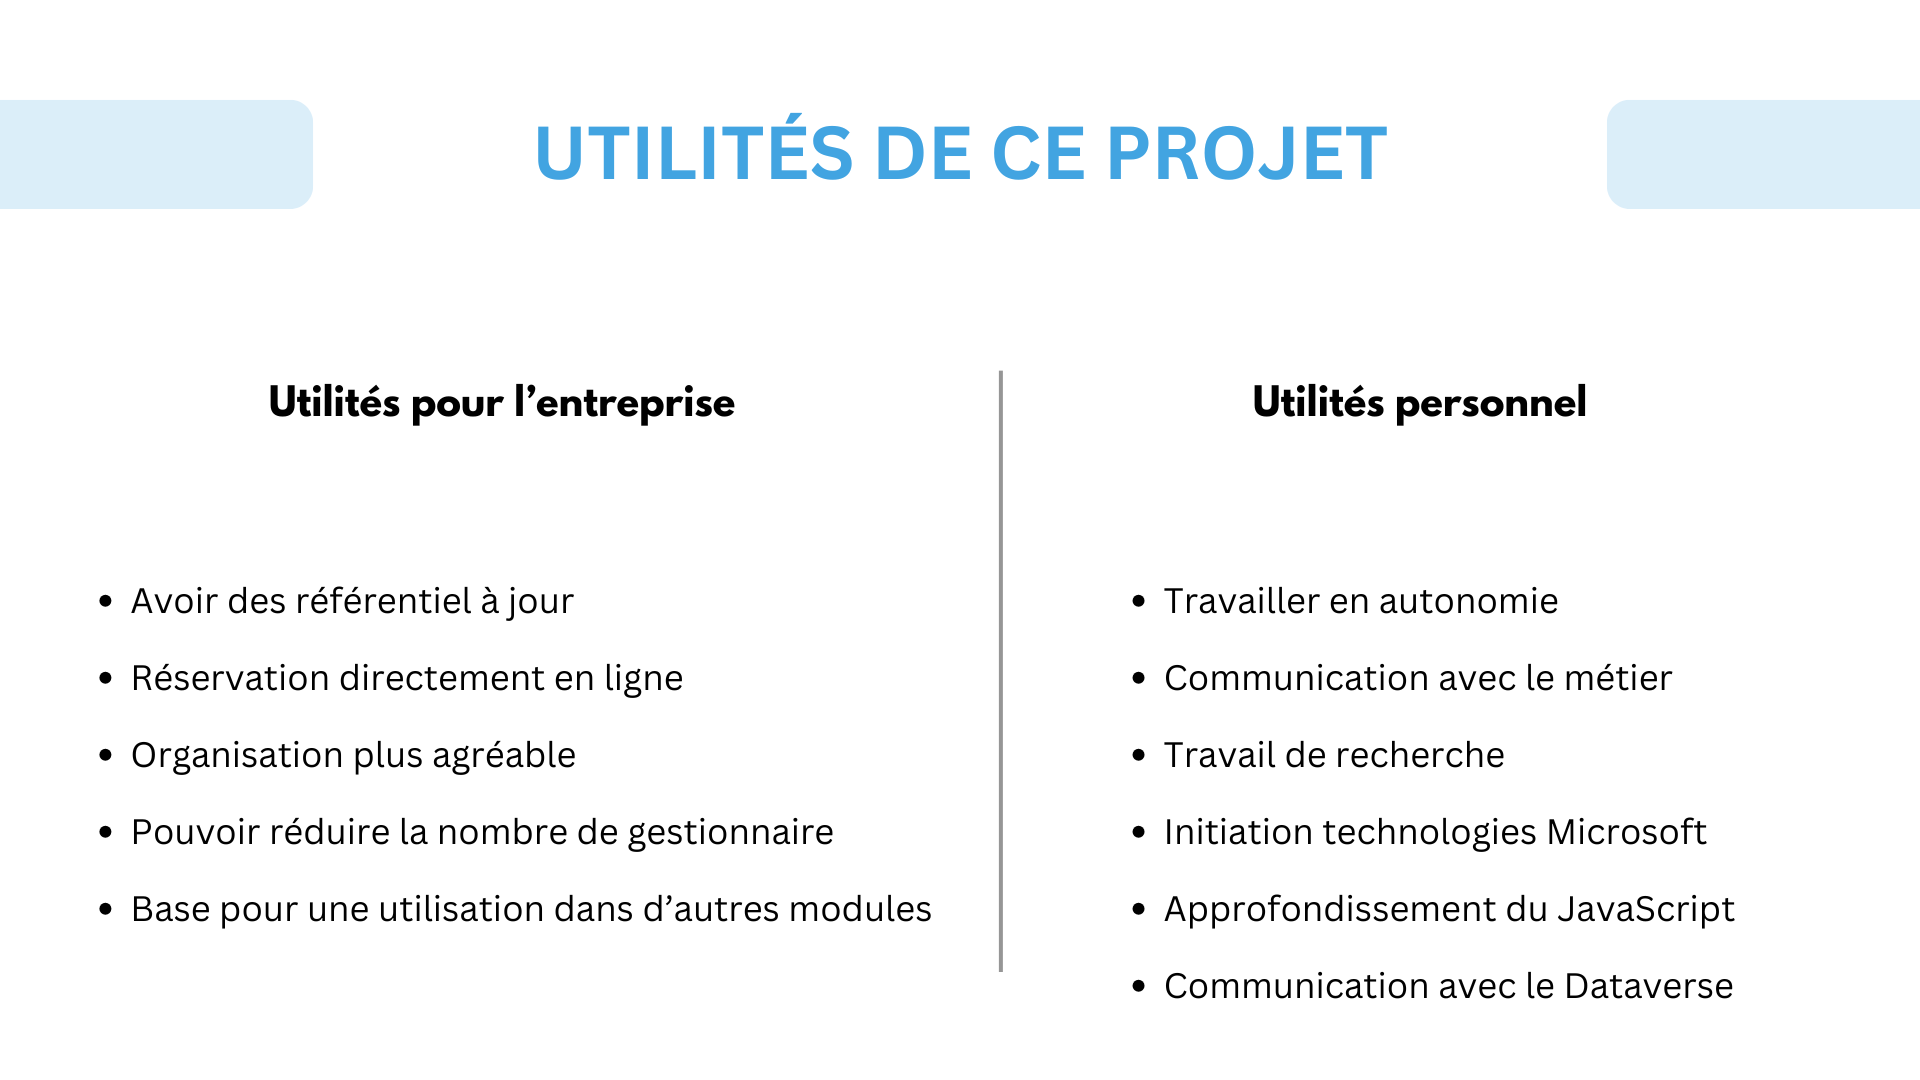 UTILITÉS DE CE PROJET
Utilités pour l’entreprise
Avoir des référentiel à jour
Réservation directement en ligne
Organisation plus agréable
Pouvoir réduire la nombre de gestionnaire
Base pour une utilisation dans d’autres modules
Utilités personnel
Travailler en autonomie
Communication avec le métier
Travail de recherche
Initiation technologies Microsoft
Approfondissement du JavaScript
Communication avec le Dataverse